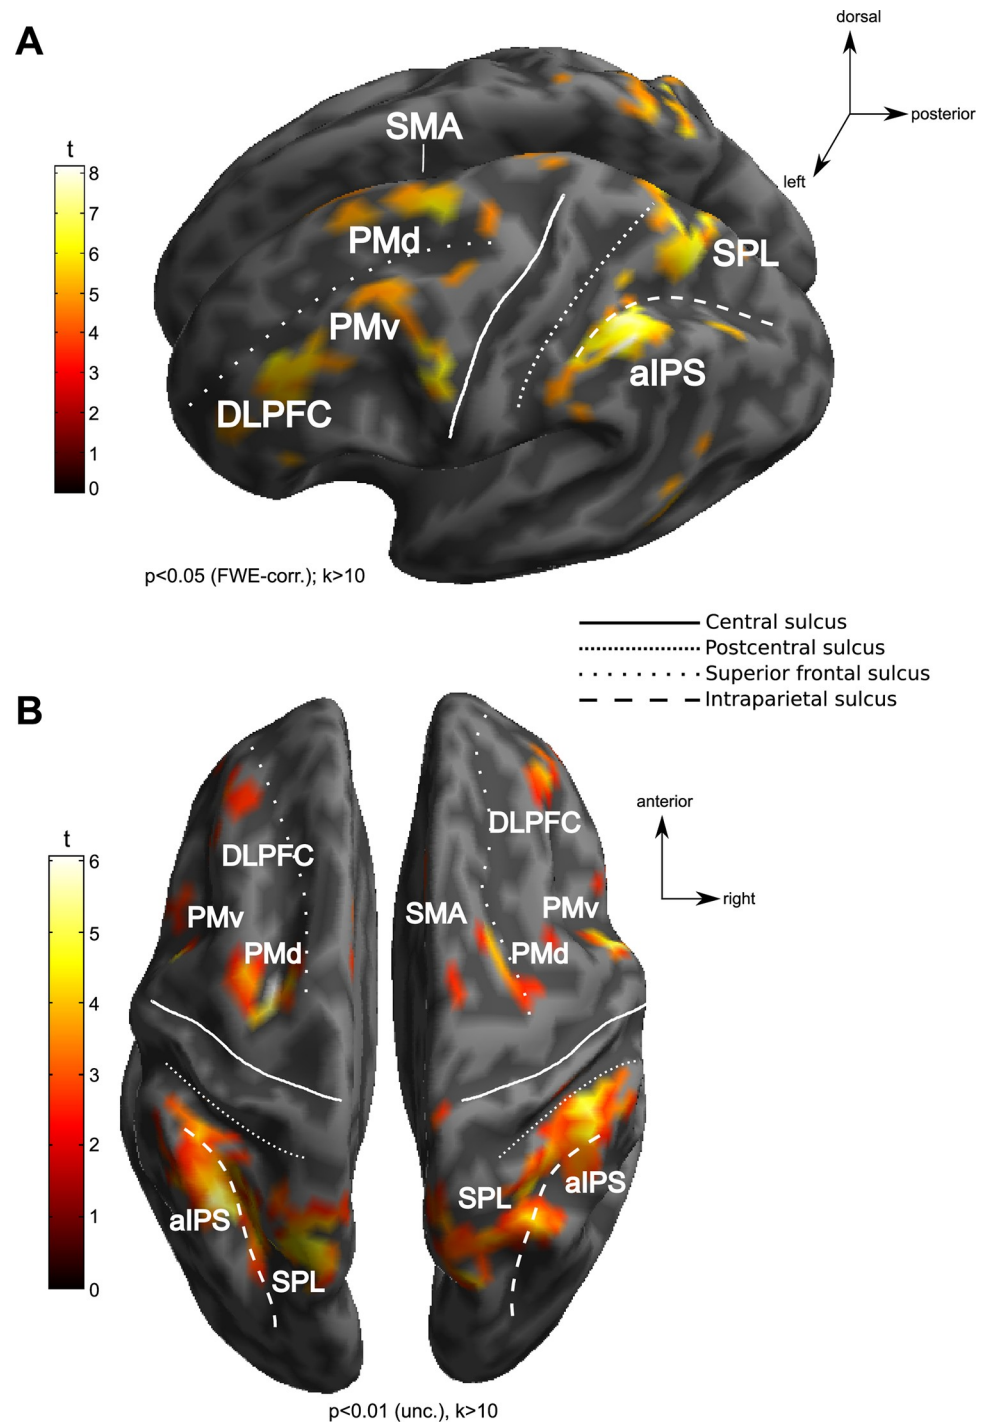 A
dorsal
posterior
left
SMA
t
8
7
6
5
4
3
2
1
0
PMd
SPL
PMv
aIPS
DLPFC
p<0.05 (FWE-corr.); k>10
Central sulcus
Postcentral sulcus
Superior frontal sulcus
Intraparietal sulcus
B
anterior
right
t
6
5
4
3
2
1
0
DLPFC
DLPFC
PMv
SMA
PMv
PMd
PMd
aIPS
SPL
SPL
aIPS
p<0.01 (unc.), k>10